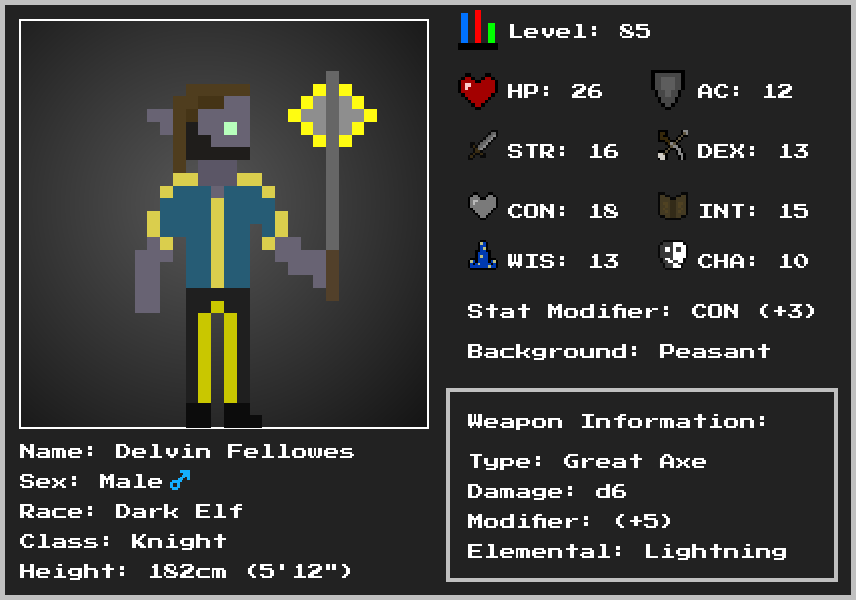 Level: 85
HP: 26
AC: 12
STR: 16
DEX: 13
CON: 18
INT: 15
WIS: 13
CHA: 10
Stat Modifier: CON (+3)
Background: Peasant
Name: Delvin Fellowes
Sex: Male♂
Race: Dark Elf
Class: Knight
Height: 182cm (5'12")
Weapon Information:
Type: Great Axe
Damage: d6
Modifier: (+5)
Elemental: Lightning